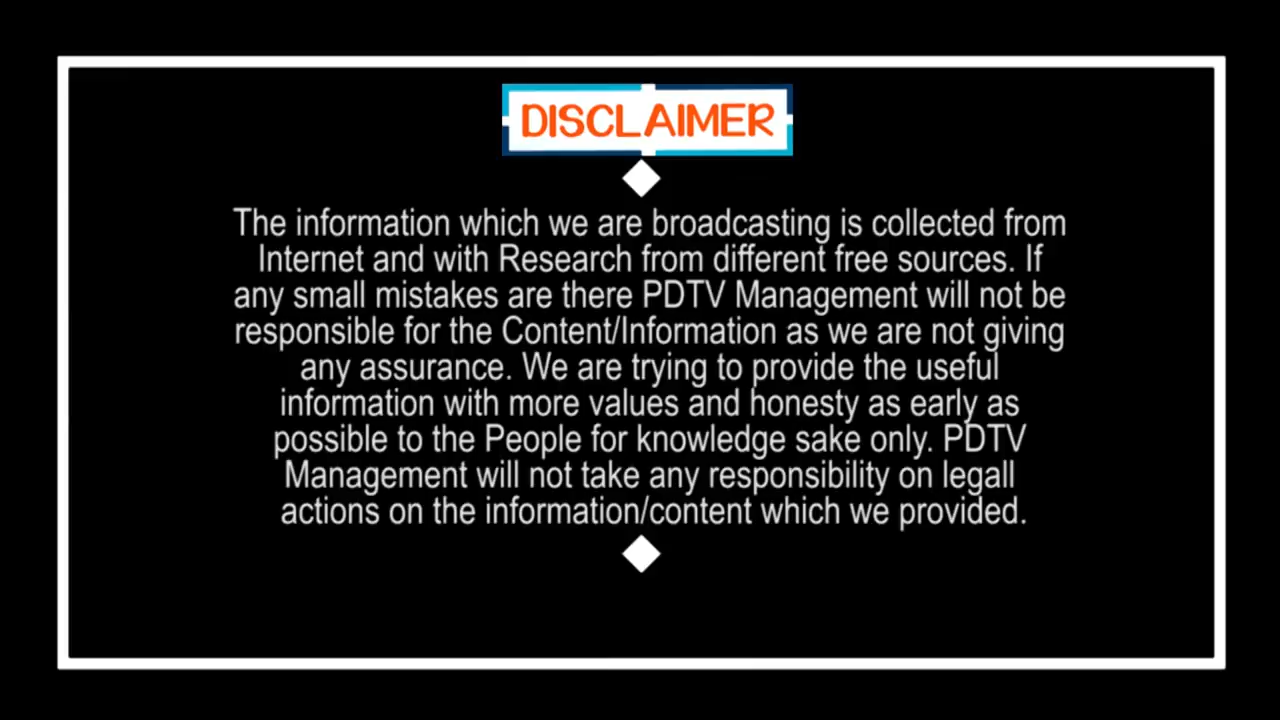 DISCLAIMER
The information which we are broadcasting is collected from
Internet and with Research from different free sources. If
any small mistakes are there PDTV Management will not be
responsible for the Content/Information as we are not giving
any assurance. We are trying to provide the useful
information with more values and honesty as early as
possible to the People for knowledge sake only. PDTV
Management will not take any responsibility on legall
actions on the information/content which we provided.